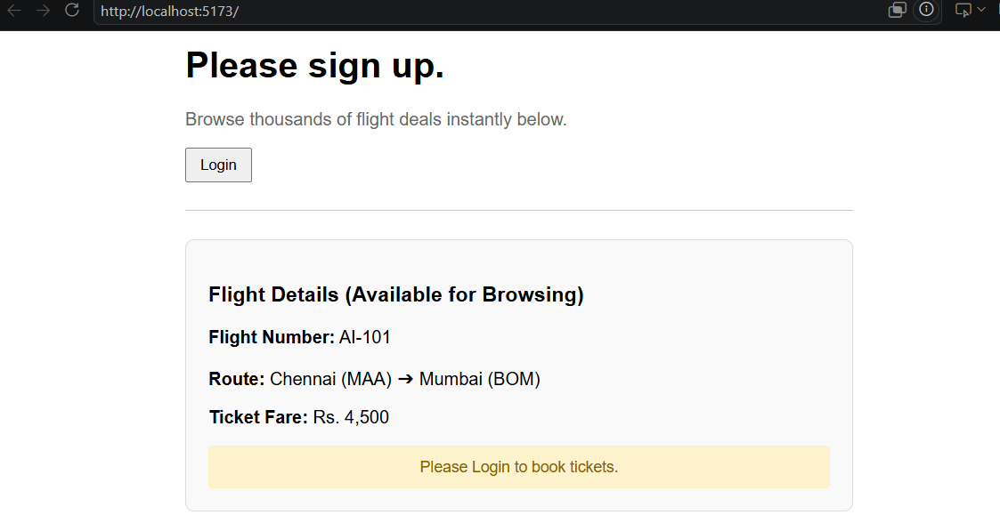 http://localhost:5173/
Please sign up.
Browse thousands of flight deals instantly below.
Login
Flight Details (Available for Browsing)
Flight Number: AI-101
Route: Chennai (MAA) ➔ Mumbai (BOM)
Ticket Fare: Rs. 4,500
Please Login to book tickets.